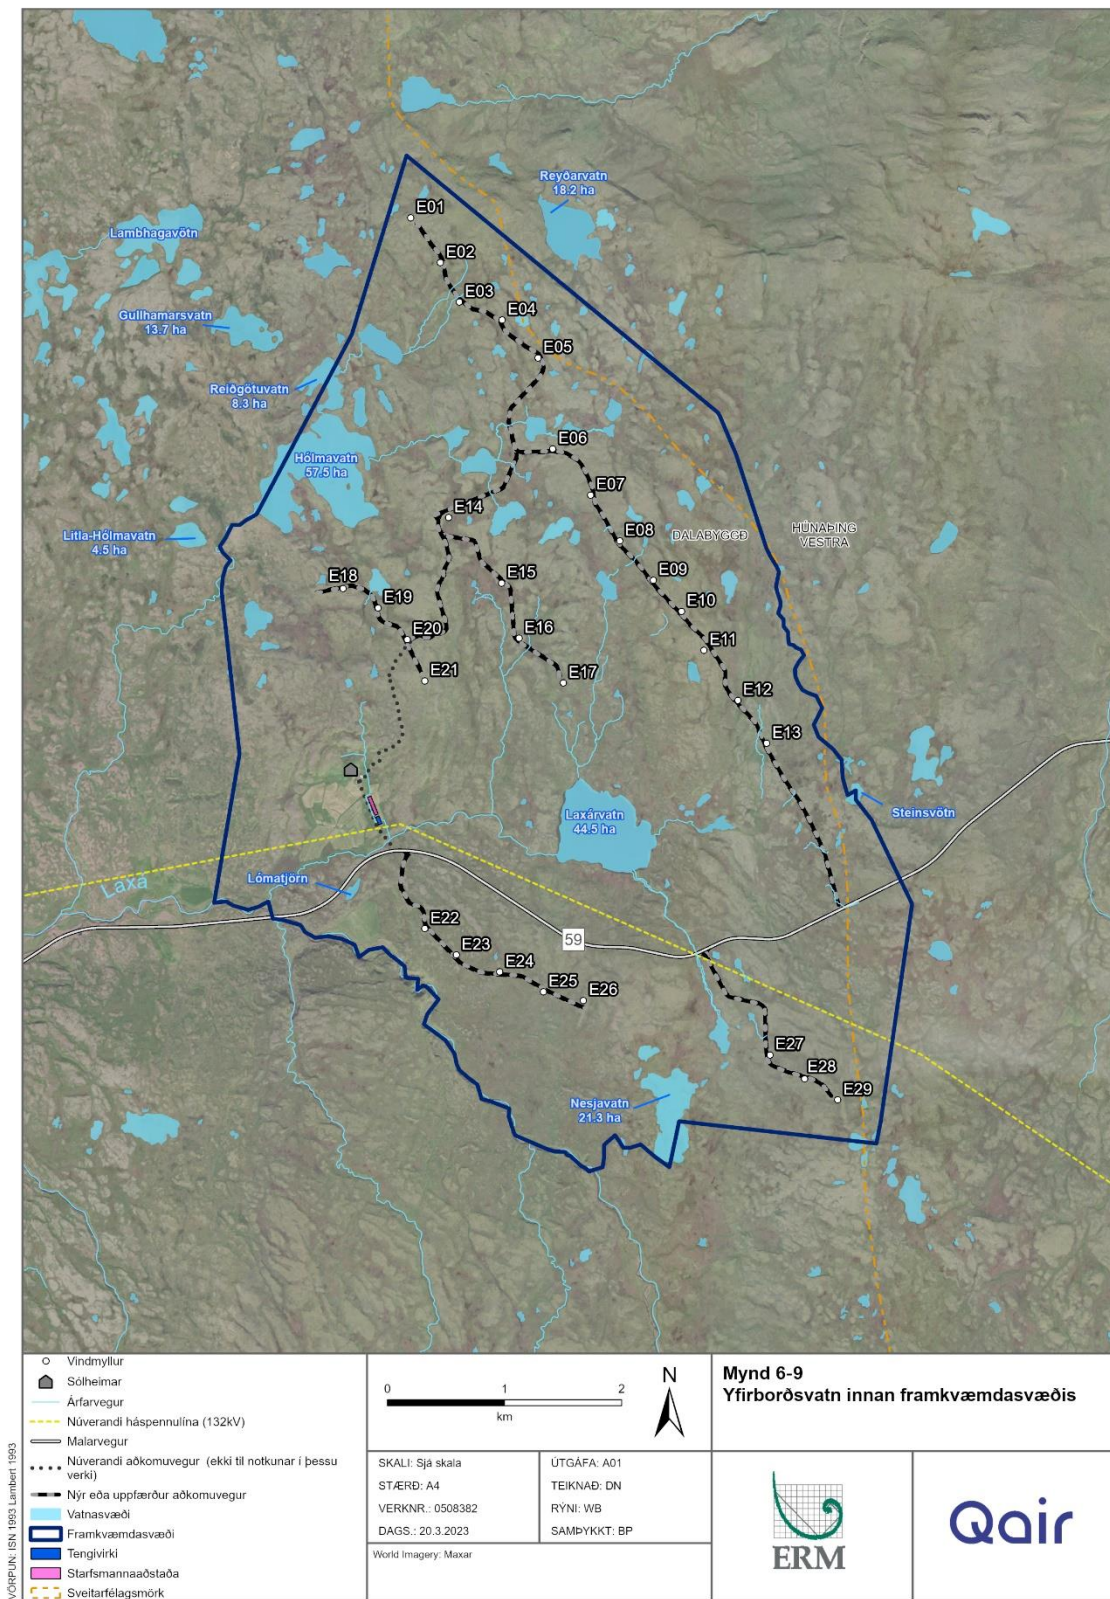 Reyðarvatn
18.2 ha
E01
Lambhagavötn
E02
E03
Gullhamarsvatn
13.7 ha
E04
E05
Reiðgötuvatn
8.3 ha
E06
Hólmavatn
57.5 ha
E07
E14
Litla-Hólmavatn
4.5 ha
E08
DALABYGGÐ
HÚNAÞING
VESTRA
E18
E15
E09
E19
E10
E20
E16
E11
E21
E17
E12
E13
Laxárvatn
44.5 ha
Steinsvötn
Laxá
Lómatjörn
E22
59
E23
E24
E25
E26
E27
E28
E29
Nesjavatn
21.3 ha
VÖRPUN: ISN 1993 Lambert 1993
Vindmyllur
Sólheimar
Árfarvegur
Núverandi háspennulína (132kV)
Malarvegur
Núverandi aðkomuvegur (ekki til notkunar í þessu
verki)
Nýr eða uppfærður aðkomuvegur
Vatnasvæði
Framkvæmdasvæði
Tengivirki
Starfsmannaaðstaða
Sveitarfélagsmörk
0 1 2
km
N
SKALI: Sjá skala
STÆRÐ: A4
VERKNR.: 0508382
DAGS.: 20.3.2023
ÚTGÁFA: A01
TEIKNAÐ: DN
RÝNI: WB
SAMÞYKKT: BP
World Imagery: Maxar
Mynd 6-9
Yfirborðsvatn innan framkvæmdasvæðis
ERM
Qair